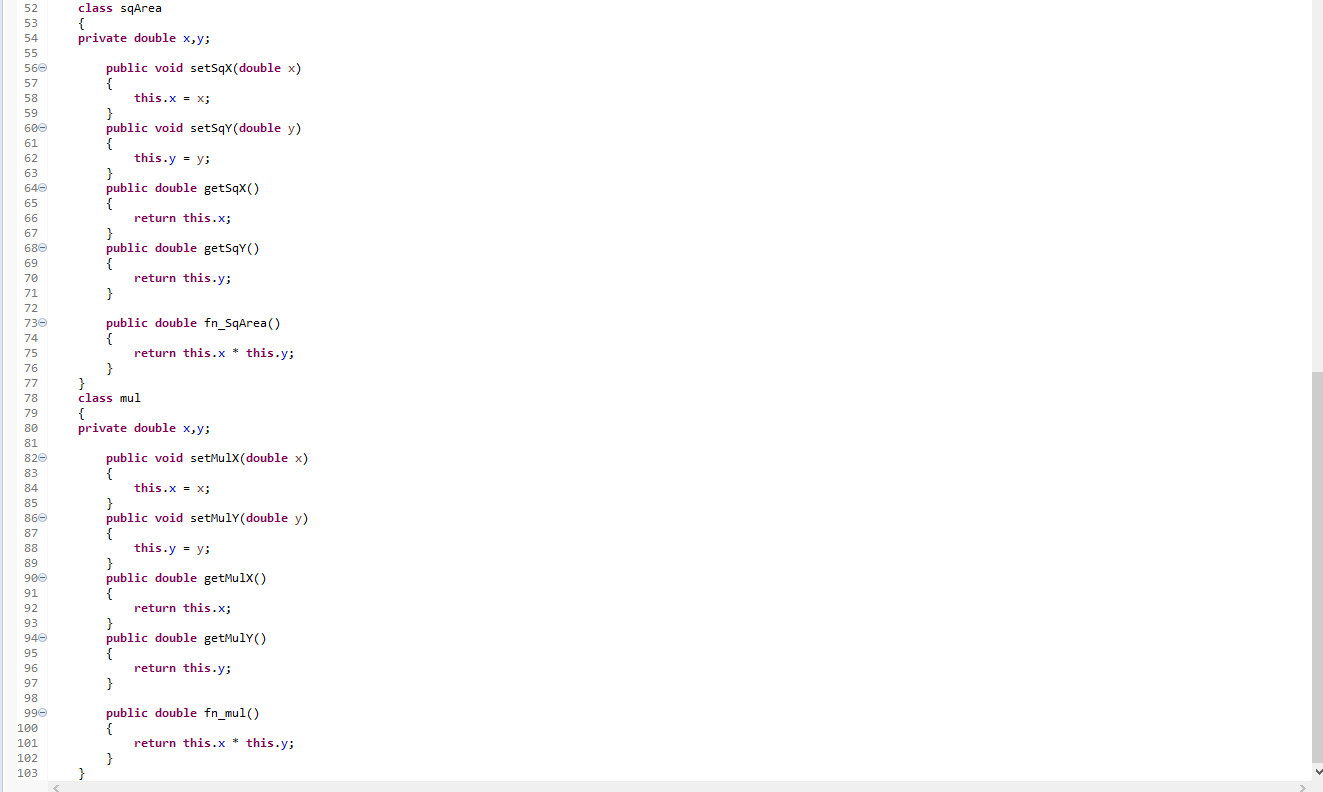 52 class sqArea
53 {
54 private double x,y;
55
56 public void setSqX(double x)
57 {
58 this.x = x;
59 }
60 public void setSqY(double y)
61 {
62 this.y = y;
63 }
64 public double getSqX()
65 {
66 return this.x;
67 }
68 public double getSqY()
69 {
70 return this.y;
71 }
72
73 public double fn_SqArea()
74 {
75 return this.x * this.y;
76 }
77 }
78 class mul
79 {
80 private double x,y;
81
82 public void setMulX(double x)
83 {
84 this.x = x;
85 }
86 public void setMulY(double y)
87 {
88 this.y = y;
89 }
90 public double getMulX()
91 {
92 return this.x;
93 }
94 public double getMulY()
95 {
96 return this.y;
97 }
98
99 public double fn_mul()
100 {
101 return this.x * this.y;
102 }
103 }